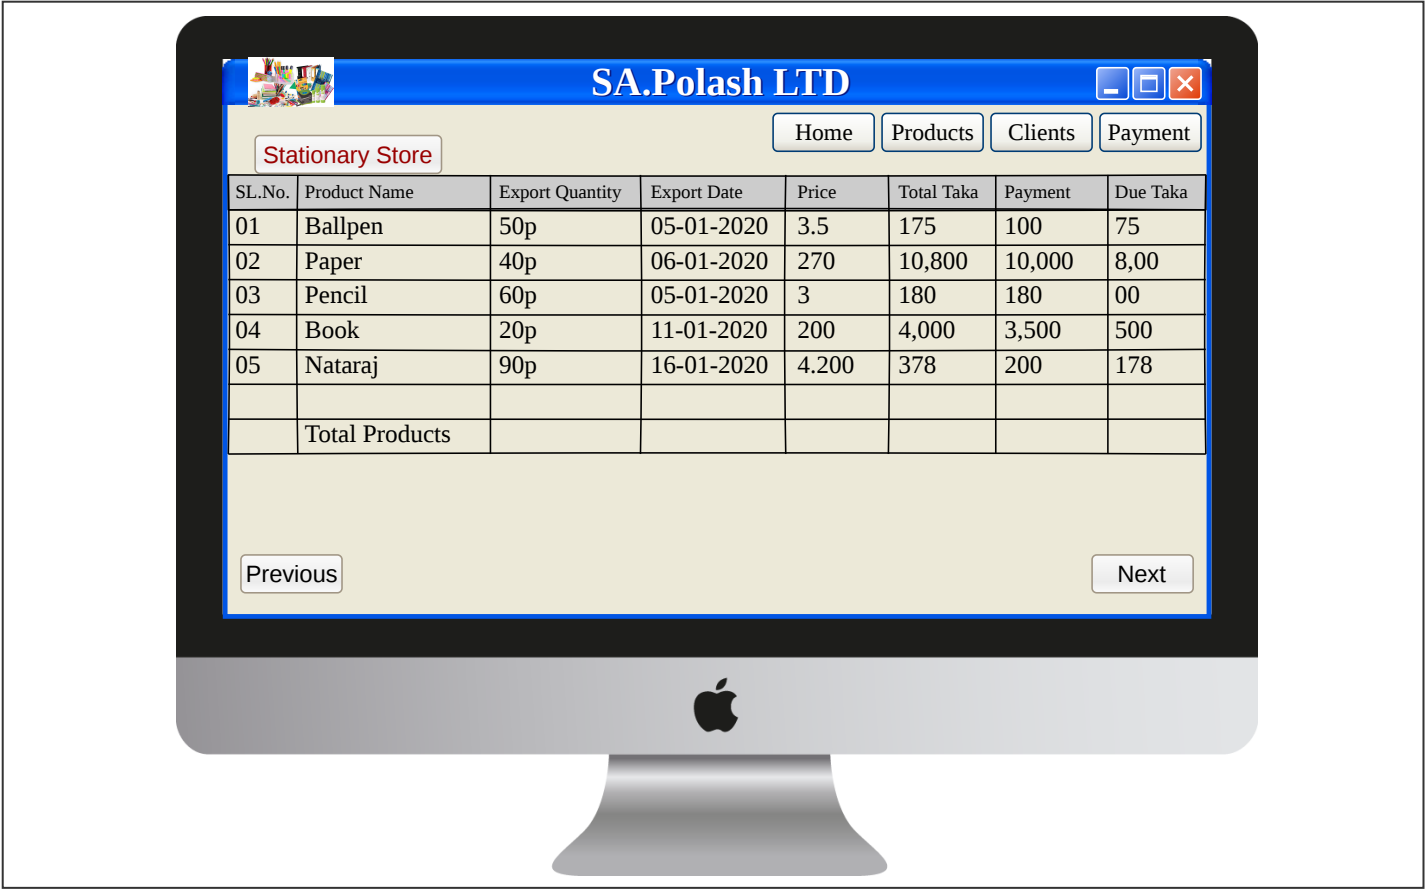 SA.Polash LTD
Home Products Clients Payment
Stationary Store
SL.No. Product Name Export Quantity Export Date Price Total Taka Payment Due Taka
01 Ballpen 50p 05-01-2020 3.5 175 100 75
02 Paper 40p 06-01-2020 270 10,800 10,000 8,00
03 Pencil 60p 05-01-2020 3 180 180 00
04 Book 20p 11-01-2020 200 4,000 3,500 500
05 Nataraj 90p 16-01-2020 4.200 378 200 178
Total Products
Previous Next